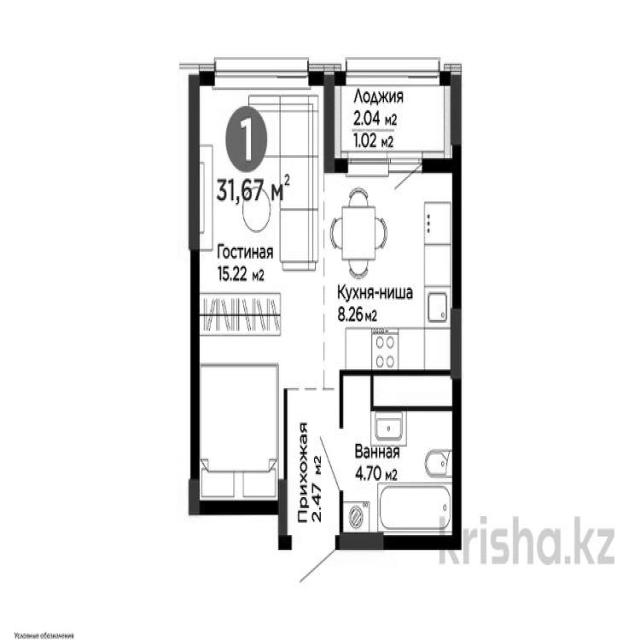 Лоджия
2.04 м2
1.02 м2
1
31,67 м2
Гостиная
15.22 м2
Кухня-ниша
8.26 м2
Прихожая
2.47 м2
Ванная
4.70 м2
krisha.kz
Условные обозначения